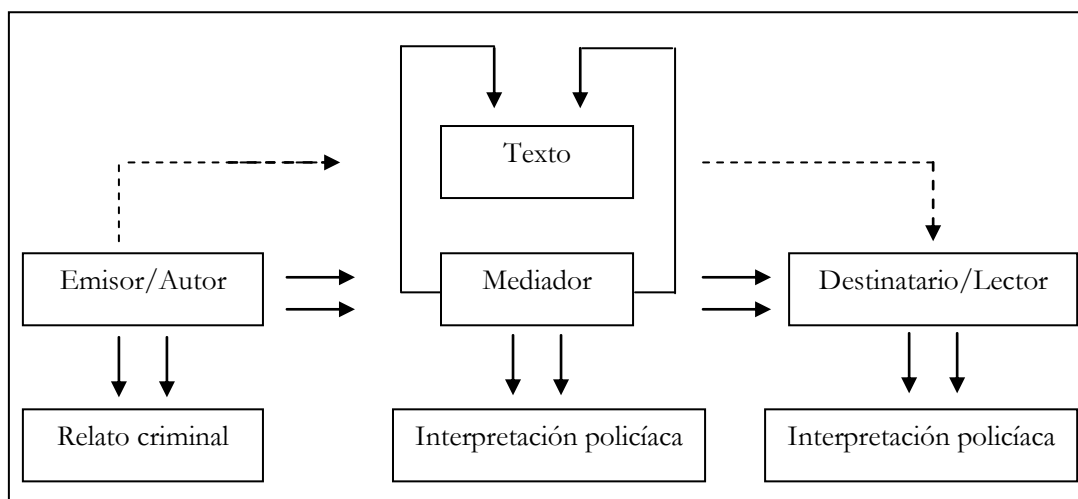 Texto
Emisor/Autor
Mediador
Destinatario/Lector
Relato criminal
Interpretación policíaca
Interpretación policíaca